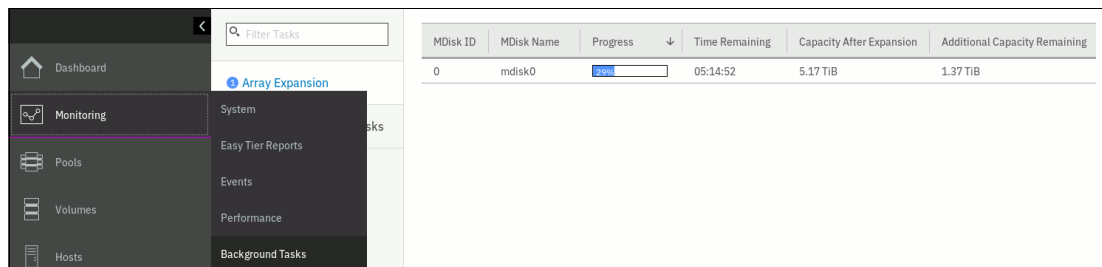 Filter Tasks
MDisk ID MDisk Name Progress Time Remaining Capacity After Expansion Additional Capacity Remaining
Dashboard
0 mdisk0 29% 05:14:52 5.17 TiB 1.37 TiB
1 Array Expansion
Monitoring
System
sks
Easy Tier Reports
Pools
Events
Volumes
Performance
Hosts
Background Tasks